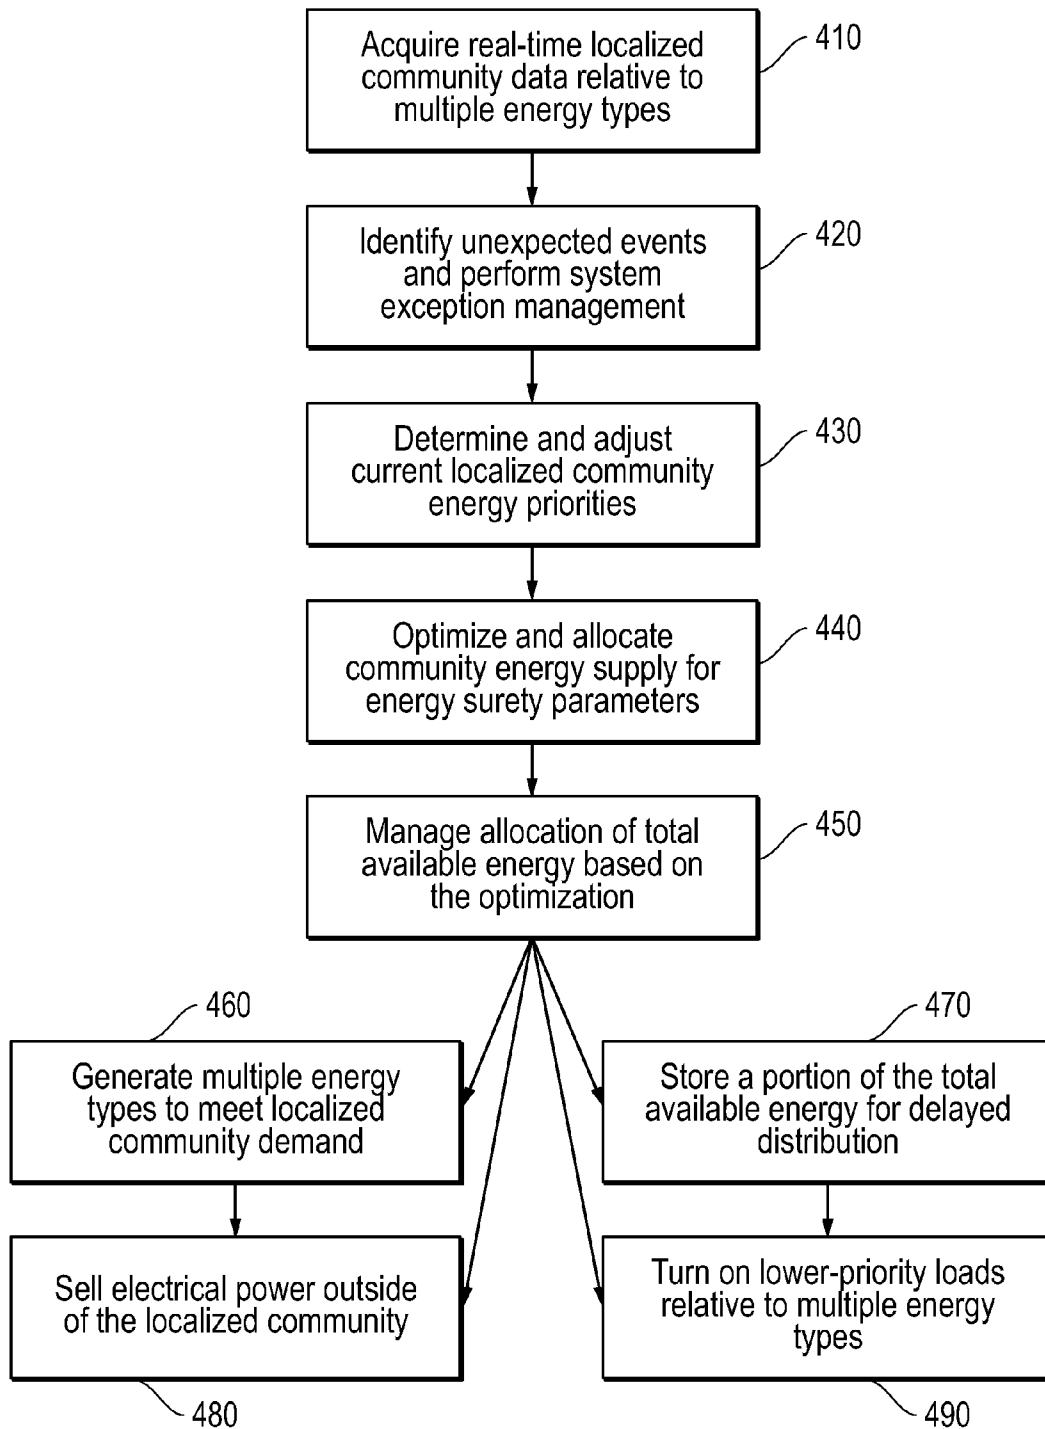 Acquire real-time localized
community data relative to
multiple energy types
410
Identify unexpected events
and perform system
exception management
420
Determine and adjust
current localized community
energy priorities
430
Optimize and allocate
community energy supply for
energy surety parameters
440
Manage allocation of total
available energy based on
the optimization
450
460
Generate multiple energy
types to meet localized
community demand
470
Store a portion of the total
available energy for delayed
distribution
Sell electrical power outside
of the localized community
480
Turn on lower-priority loads
relative to multiple energy
types
490